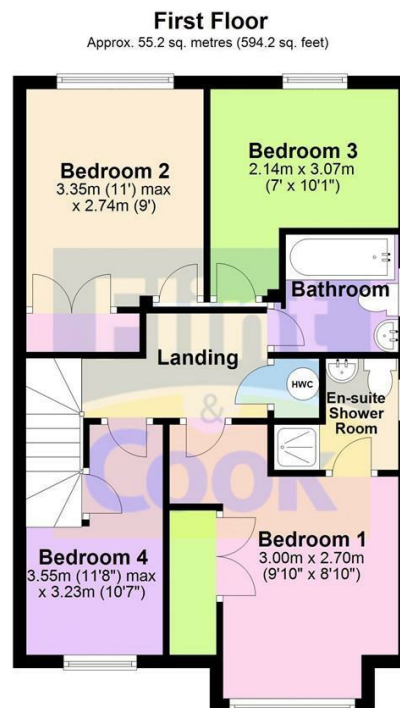 First Floor
Approx. 55.2 sq. metres (594.2 sq. feet)
Bedroom 2
3.35m (11') max
x 2.74m (9')
Bedroom 3
2.14m x 3.07m
(7' x 10'1")
Bathroom
Landing
HWC
En-suite
Shower
Room
Flint
&
Cook
Bedroom 4
3.55m (11'8") max
x 3.23m (10'7")
Bedroom 1
3.00m x 2.70m
(9'10" x 8'10")